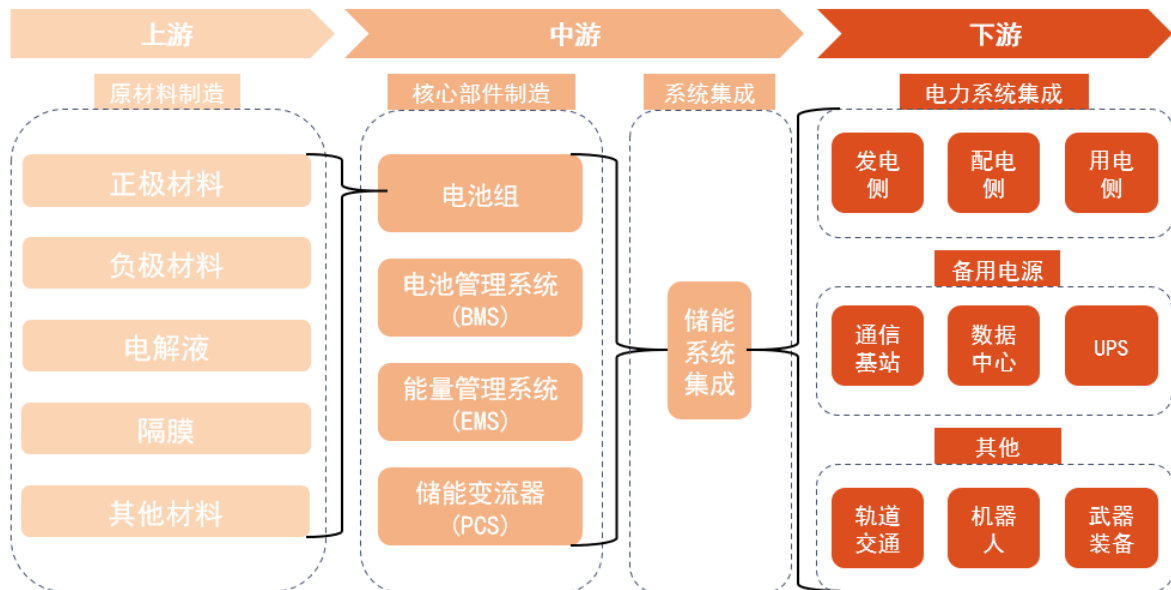 上游
中游
下游
原材料制造
核心部件制造
系统集成
电力系统集成
正极材料
负极材料
电解液
隔膜
其他材料
电池组
电池管理系统
(BMS)
能量管理系统
(EMS)
储能变流器
(PCS)
储能
系统
集成
发电
侧
配电
侧
用电
侧
备用电源
通信
基站
数据
中心
UPS
其他
轨道
交通
机器
人
武器
装备